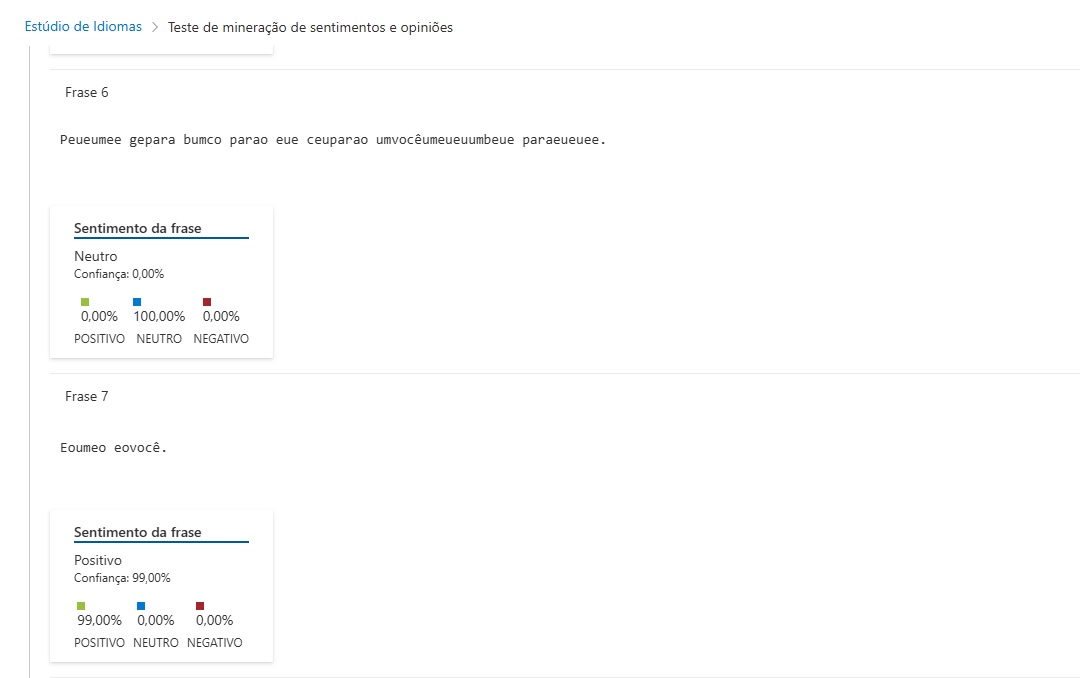 Estúdio de Idiomas > Teste de mineração de sentimentos e opiniões
Frase 6
Peueumee gepara bumco parao eue ceuparao umvocêumeueuumbeue paraeueuee.
Sentimento da frase
Neutro
Confiança: 0,00%
0,00% 100,00% 0,00%
POSITIVO NEUTRO NEGATIVO
Frase 7
Eoumeo eovocê.
Sentimento da frase
Positivo
Confiança: 99,00%
99,00% 0,00% 0,00%
POSITIVO NEUTRO NEGATIVO